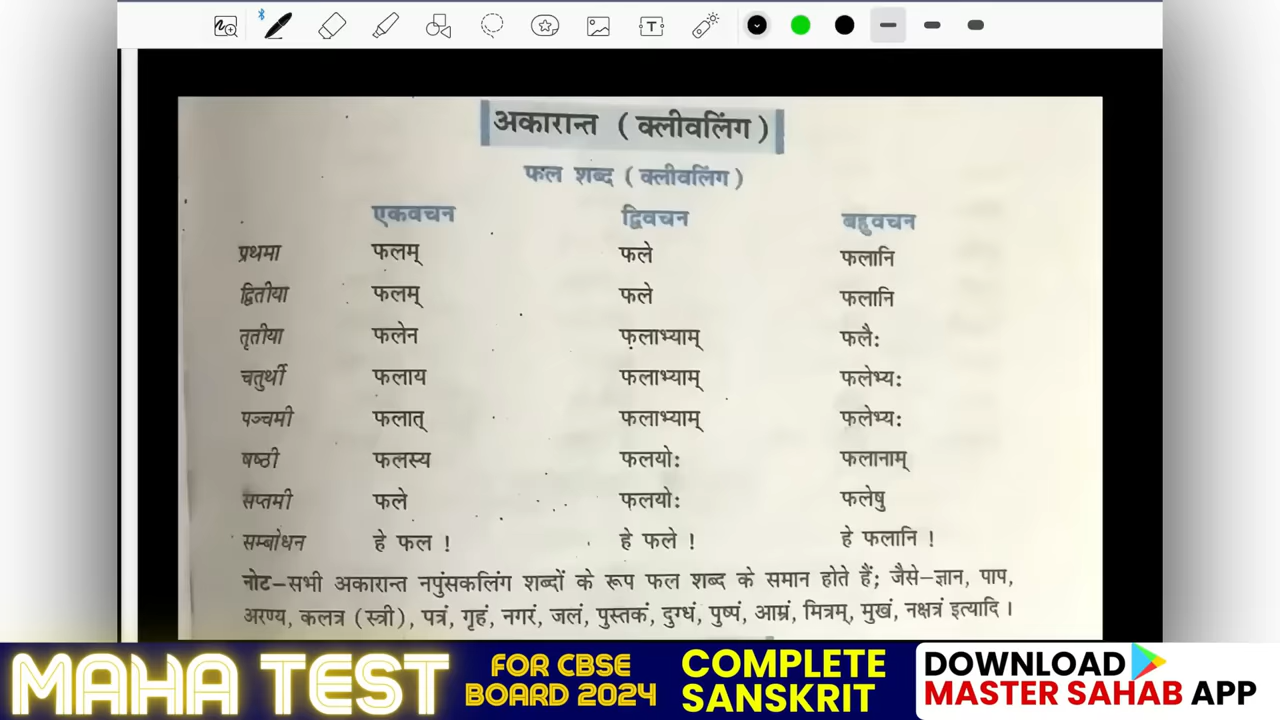 अकारान्त ( क्लीवलिंग )
फल शब्द ( क्लीवलिंग )
एकवचन द्विवचन बहुवचन
प्रथमा फलम् फले फलानि
द्वितीया फलम् फले फलानि
तृतीया फलेन फलाभ्याम् फलैः
चतुर्थी फलाय फलाभ्याम् फलेभ्यः
पञ्चमी फलात् फलाभ्याम् फलेभ्यः
षष्ठी फलस्य फलयोः फलानाम्
सप्तमी फले फलयोः फलेषु
सम्बोधन हे फल ! हे फले ! हे फलानि !
नोट–सभी अकारान्त नपुंसकलिंग शब्दों के रूप फल शब्द के समान होते हैं; जैसे–ज्ञान, पाप,
अरण्य, कलत्र (स्त्री), पत्रं, गृहं, नगरं, जलं, पुस्तकं, दुग्धं, पुष्पं, आम्रं, मित्रम्, मुखं, नक्षत्रं इत्यादि ।
MAHA TEST
FOR CBSE
BOARD 2024
COMPLETE
SANSKRIT
DOWNLOAD
MASTER SAHAB APP